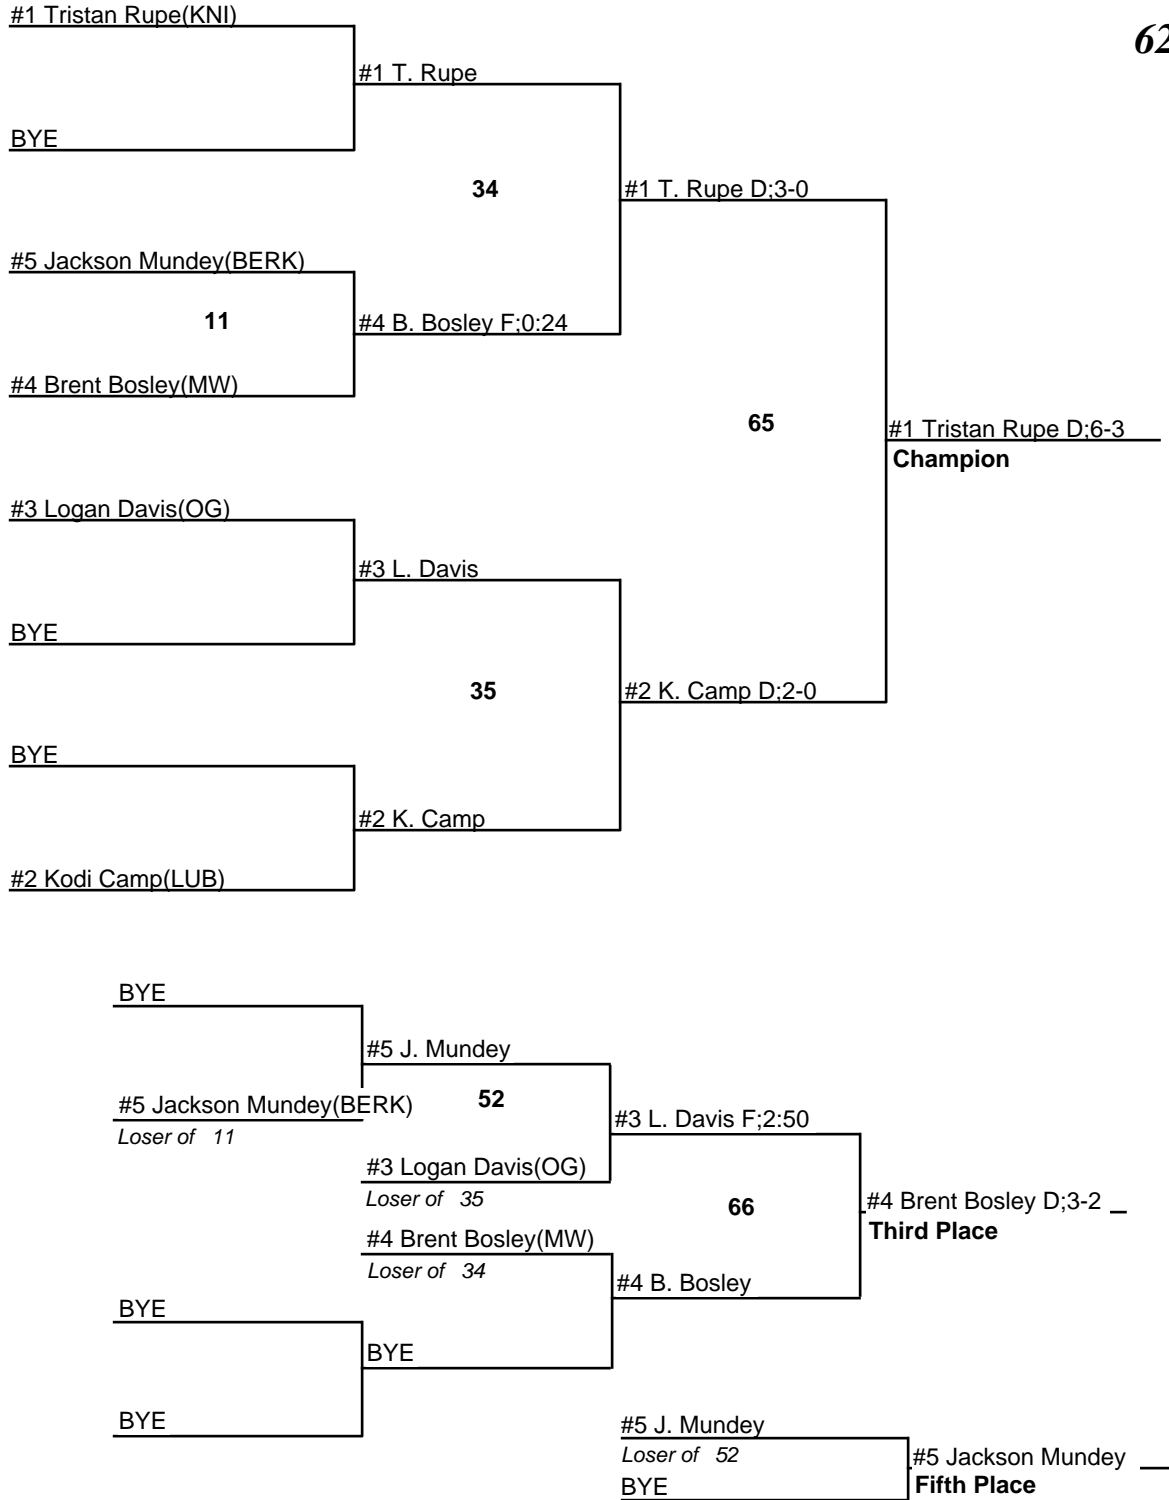 #1 Tristan Rupe(KNI)
62
#1 T. Rupe
BYE
34
#1 T. Rupe D;3-0
#5 Jackson Mundey(BERK)
11
#4 B. Bosley F;0:24
#4 Brent Bosley(MW)
65
#1 Tristan Rupe D;6-3
Champion
#3 Logan Davis(OG)
#3 L. Davis
BYE
35
#2 K. Camp D;2-0
BYE
#2 K. Camp
#2 Kodi Camp(LUB)
BYE
#5 J. Mundey
#5 Jackson Mundey(BERK)
52
Loser of 11
#3 L. Davis F;2:50
#3 Logan Davis(OG)
Loser of 35
66
#4 Brent Bosley D;3-2
Third Place
#4 Brent Bosley(MW)
Loser of 34
#4 B. Bosley
BYE
BYE
BYE
#5 J. Mundey
Loser of 52
#5 Jackson Mundey
BYE
Fifth Place